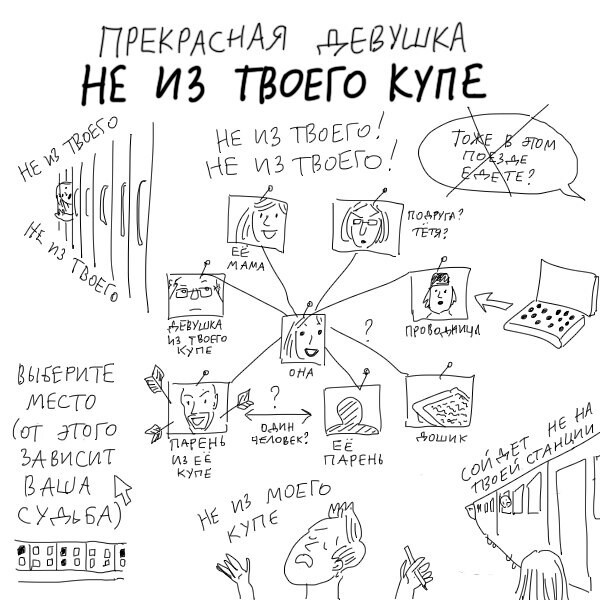 ПРЕКРАСНАЯ ДЕВУШКА
НЕ ИЗ ТВОЕГО КУПЕ
НЕ ИЗ ТВОЕГО
НЕ ИЗ ТВОЕГО
НЕ ИЗ ТВОЕГО!
НЕ ИЗ ТВОЕГО!
ТОЖЕ В ЭТОМ
ПОЕЗДЕ
ЕДЕТЕ?
ЕЁ
МАМА
ПОДРУГА?
ТЁТЯ?
ДЕВУШКА
ИЗ ТВОЕГО
КУПЕ
ОНА
?
ПРОВОДНИЦА
ПАРЕНЬ
ИЗ ЕЁ
КУПЕ
?
ОДИН
ЧЕЛОВЕК?
ЕЁ
ПАРЕНЬ
ДОШИК
ВЫБЕРИТЕ
МЕСТО
(ОТ ЭТОГО
ЗАВИСИТ
ВАША
СУДЬБА)
НЕ ИЗ МОЕГО
КУПЕ
СОЙДЕТ НЕ НА
ТВОЕЙ СТАНЦИИ